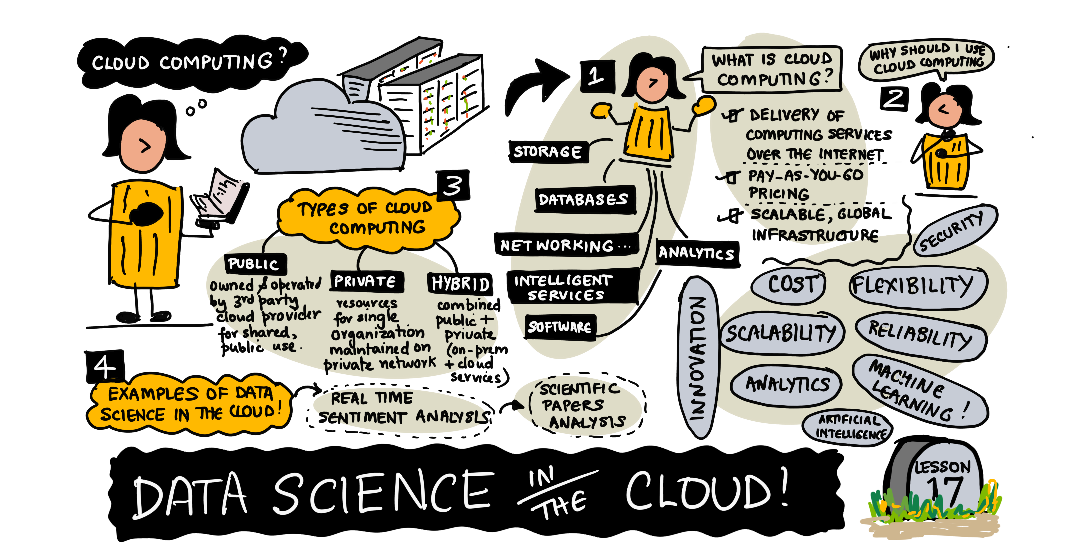 CLOUD COMPUTING?
1
WHAT IS CLOUD
COMPUTING?
DELIVERY OF
COMPUTING SERVICES
OVER THE INTERNET
PAY-AS-YOU-GO
PRICING
SCALABLE, GLOBAL
INFRASTRUCTURE
STORAGE
DATABASES
NETWORKING...
INTELLIGENT
SERVICES
SOFTWARE
ANALYTICS
WHY SHOULD I USE
CLOUD COMPUTING
2
SECURITY
COST
FLEXIBILITY
SCALABILITY
RELIABILITY
ANALYTICS
MACHINE
LEARNING!
ARTIFICIAL
INTELLIGENCE
INNOVATION
3
TYPES OF CLOUD
COMPUTING
PUBLIC
owned & operated
by 3rd party
cloud provider
for shared,
public use.
PRIVATE
resources
for single
organization
maintained on
private network
HYBRID
combined
public +
private
(on-prem
+ cloud
services)
4
EXAMPLES OF DATA
SCIENCE IN THE CLOUD!
REAL TIME
SENTIMENT ANALYSIS
SCIENTIFIC
PAPERS
ANALYSIS
DATA SCIENCE IN THE CLOUD!
LESSON
17